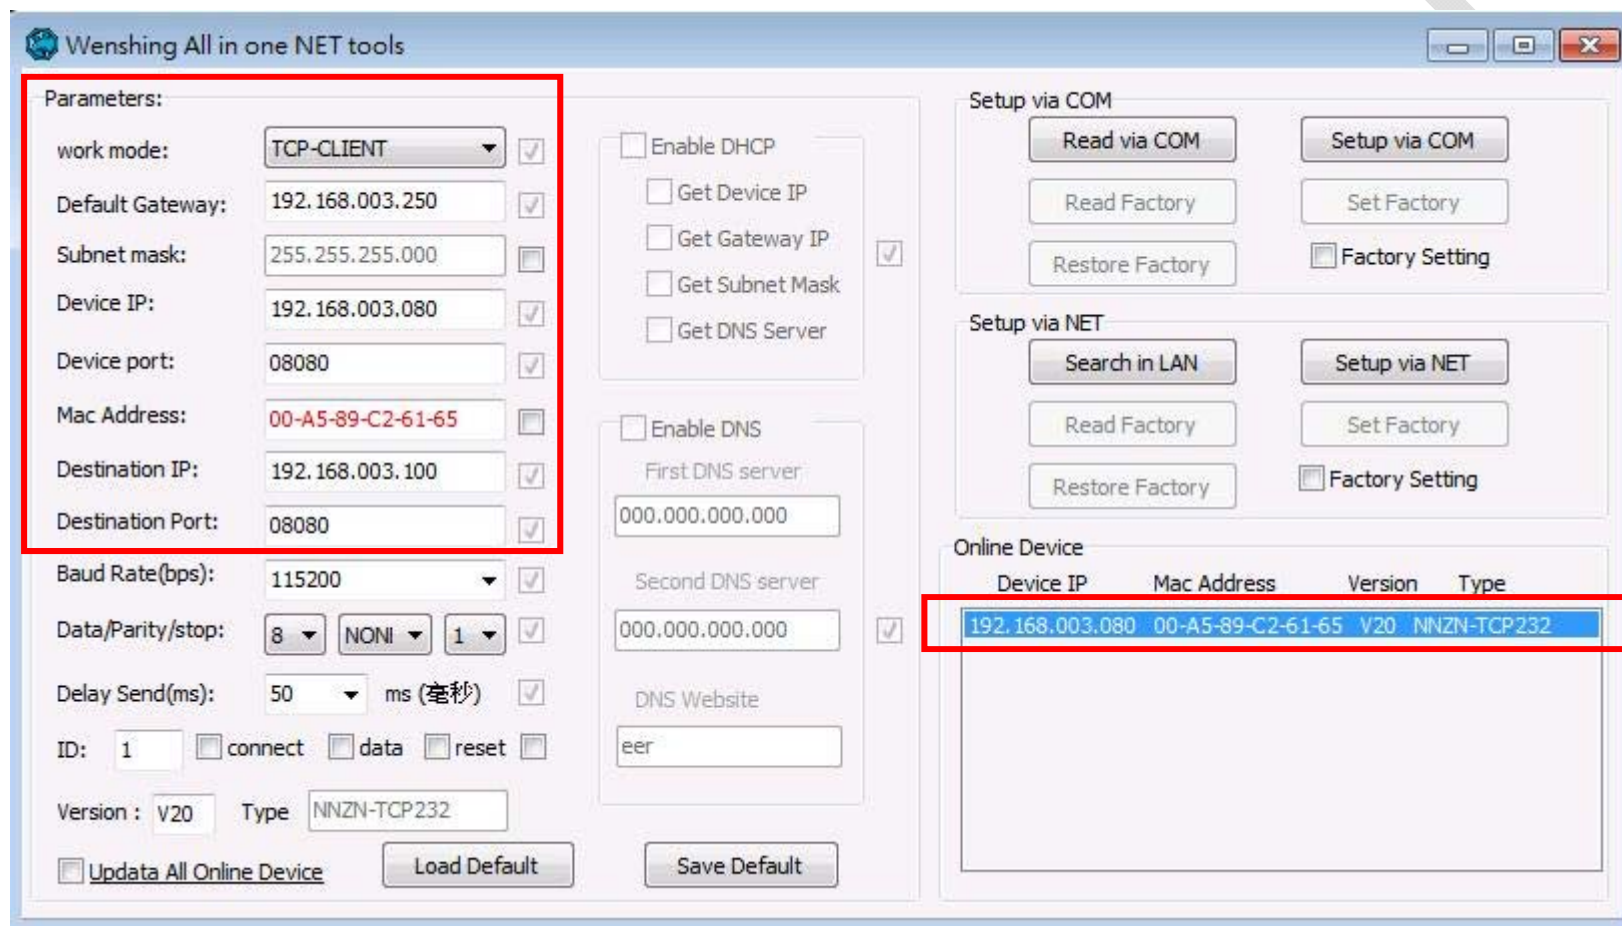 Wenshing All in one NET tools
Parameters:
work mode: TCP-CLIENT
Default Gateway: 192.168.003.250
Subnet mask: 255.255.255.000
Device IP: 192.168.003.080
Device port: 08080
Mac Address: 00-A5-89-C2-61-65
Destination IP: 192.168.003.100
Destination Port: 08080
Baud Rate(bps): 115200
Data/Parity/stop: 8 NONI 1
Delay Send(ms): 50 ms (毫秒)
ID: 1 connect data reset
Version : V20 Type NNZN-TCP232
Updata All Online Device Load Default Save Default
Enable DHCP
Get Device IP
Get Gateway IP
Get Subnet Mask
Get DNS Server
Enable DNS
First DNS server
000.000.000.000
Second DNS server
000.000.000.000
DNS Website
eer
Setup via COM
Read via COM Setup via COM
Read Factory Set Factory
Restore Factory Factory Setting
Setup via NET
Search in LAN Setup via NET
Read Factory Set Factory
Restore Factory Factory Setting
Online Device
Device IP Mac Address Version Type
192.168.003.080 00-A5-89-C2-61-65 V20 NNZN-TCP232